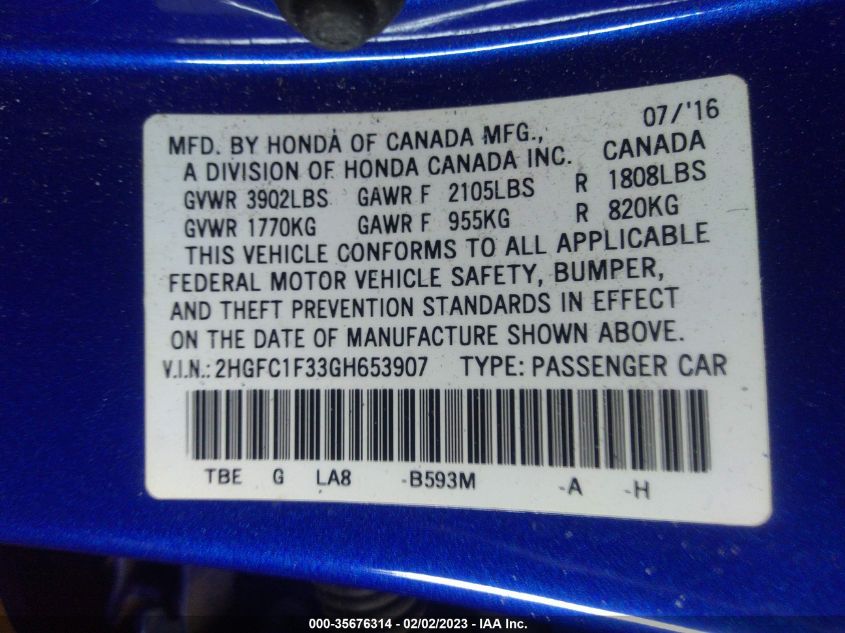 07/'16
MFD. BY HONDA OF CANADA MFG.,
A DIVISION OF HONDA CANADA INC. CANADA
GVWR 3902LBS GAWR F 2105LBS R 1808LBS
GVWR 1770KG GAWR F 955KG R 820KG
THIS VEHICLE CONFORMS TO ALL APPLICABLE
FEDERAL MOTOR VEHICLE SAFETY, BUMPER,
AND THEFT PREVENTION STANDARDS IN EFFECT
ON THE DATE OF MANUFACTURE SHOWN ABOVE.
V.I.N.: 2HGFC1F33GH653907 TYPE: PASSENGER CAR
TBE G LA8 -B593M -A -H
000-35676314 - 02/02/2023 - IAA, Inc.